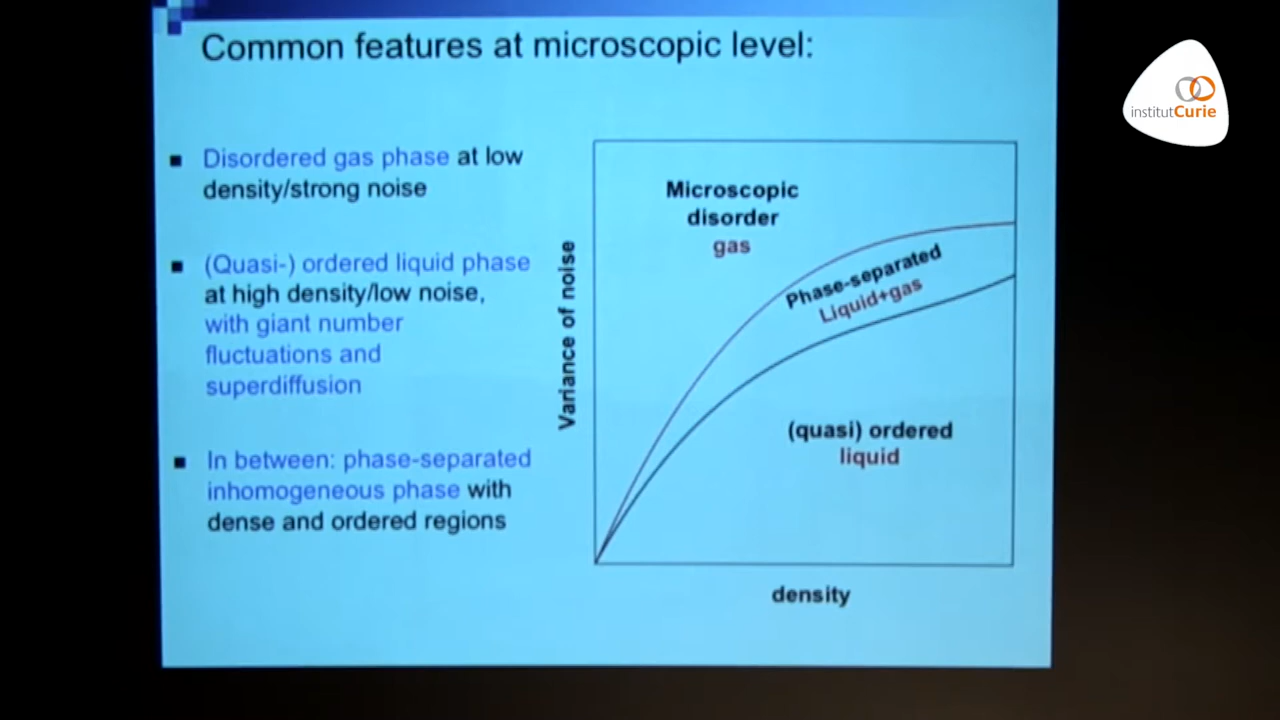 Common features at microscopic level:
institutCurie
■ Disordered gas phase at low
density/strong noise
■ (Quasi-) ordered liquid phase
at high density/low noise,
with giant number
fluctuations and
superdiffusion
■ In between: phase-separated
inhomogeneous phase with
dense and ordered regions
Variance of noise
Microscopic
disorder
gas
Phase-separated
Liquid+gas
(quasi) ordered
liquid
density